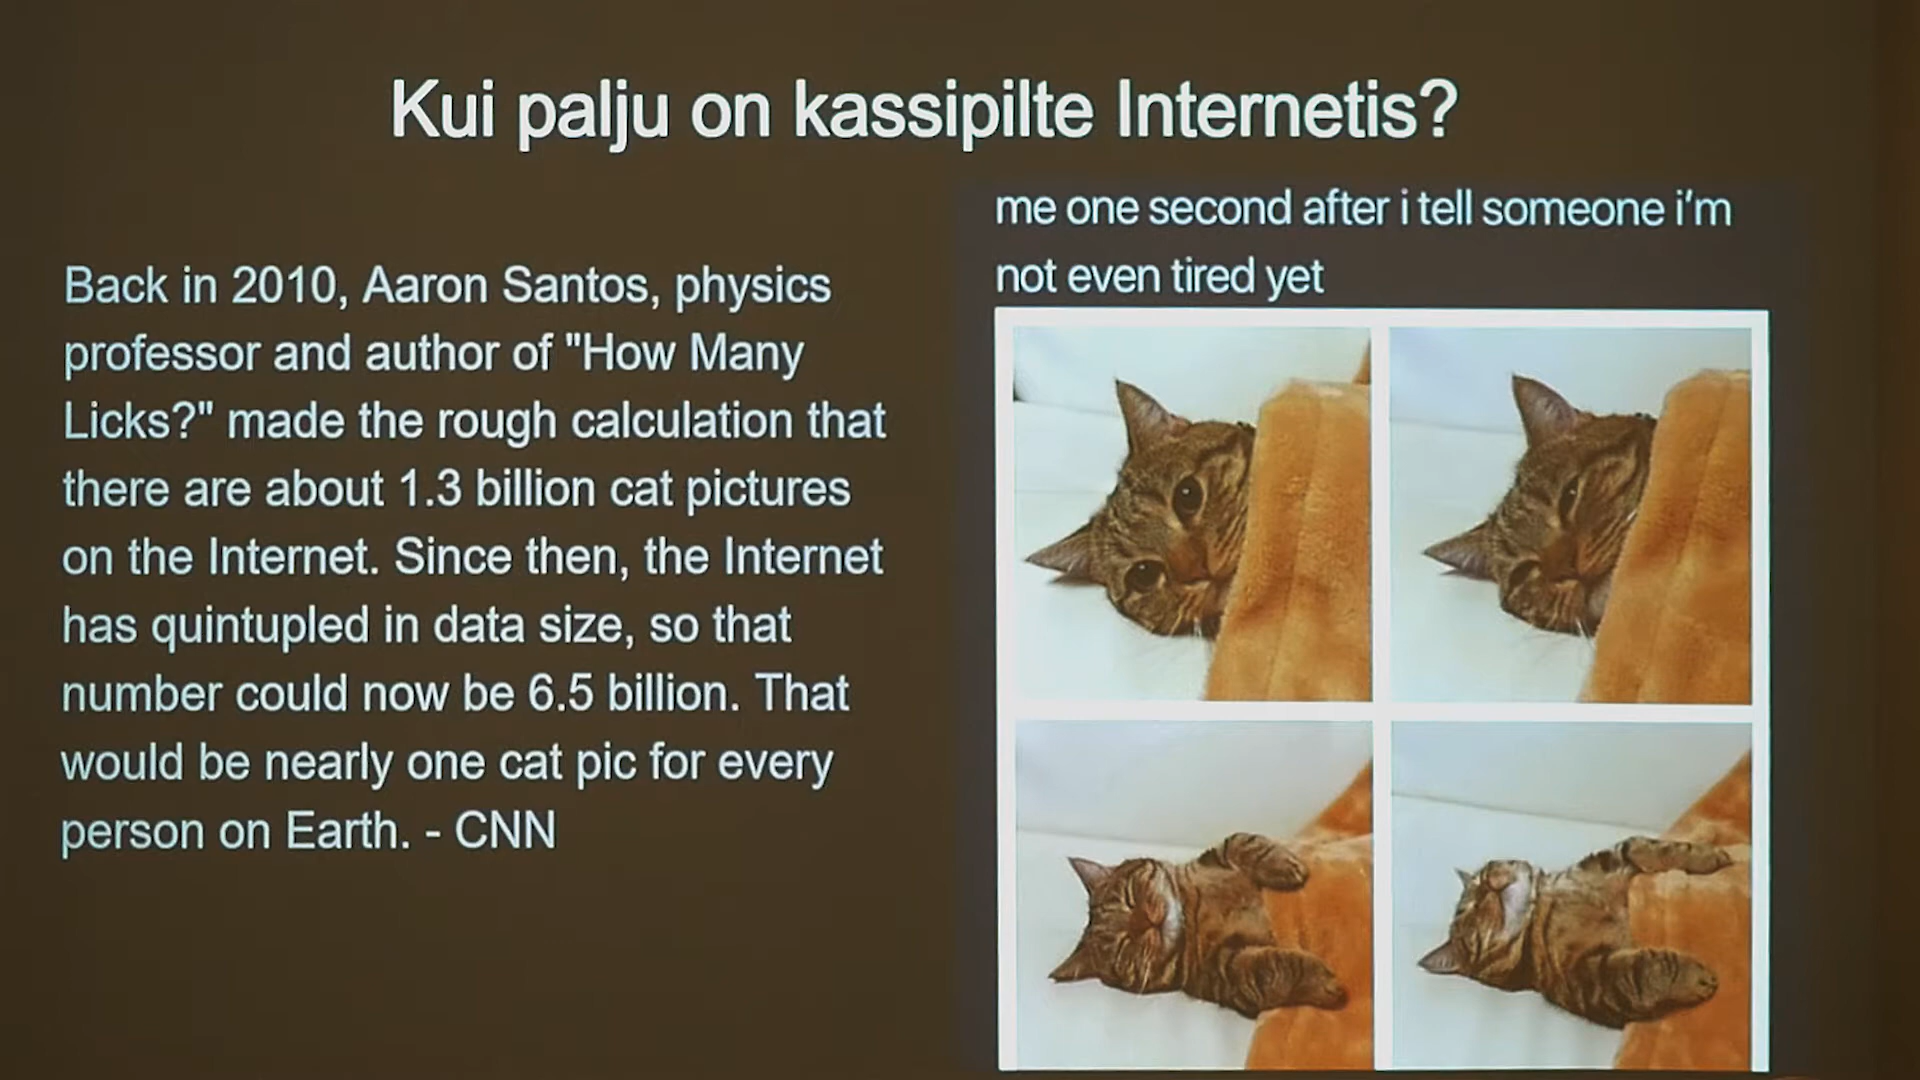 Kui palju on kassipilte Internetis?
Back in 2010, Aaron Santos, physics
professor and author of "How Many
Licks?" made the rough calculation that
there are about 1.3 billion cat pictures
on the Internet. Since then, the Internet
has quintupled in data size, so that
number could now be 6.5 billion. That
would be nearly one cat pic for every
person on Earth. - CNN
me one second after i tell someone i'm
not even tired yet